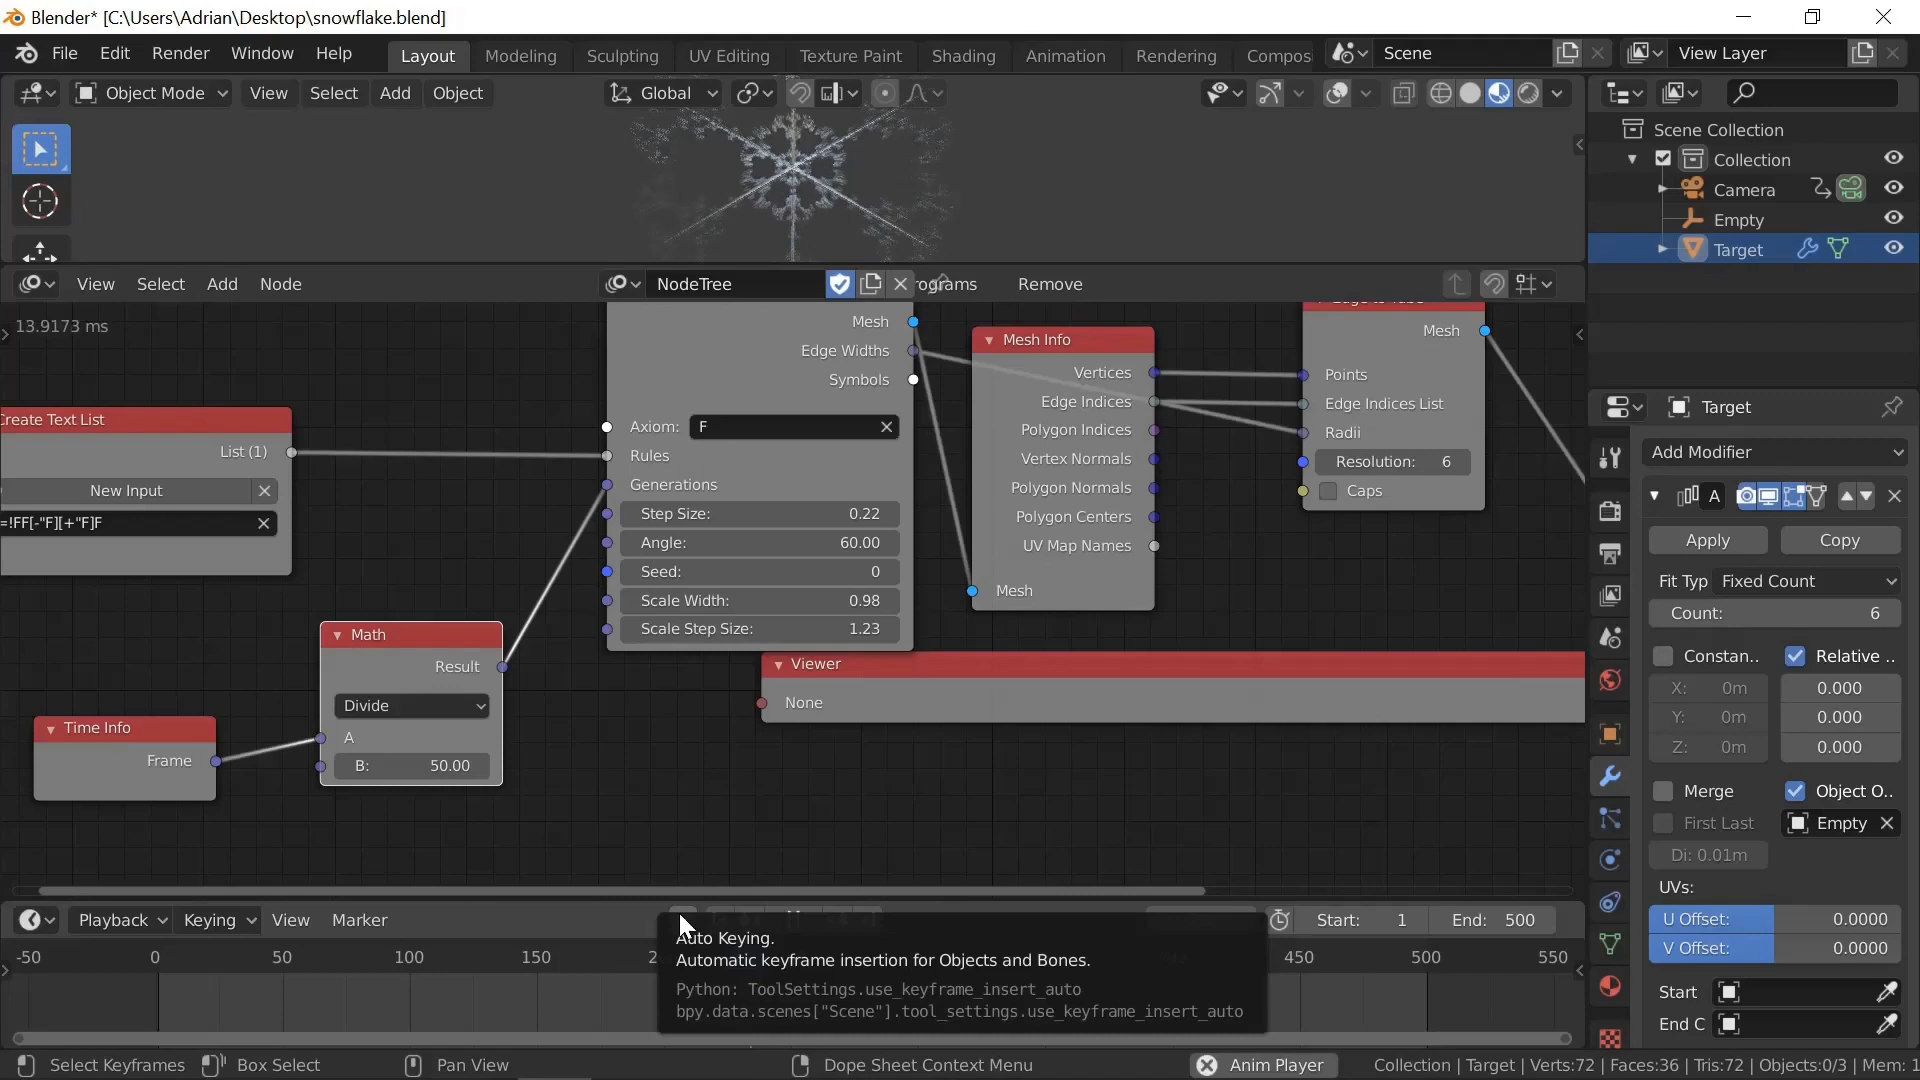 Blender* [C:\Users\Adrian\Desktop\snowflake.blend]
File Edit Render Window Help Layout Modeling Sculpting UV Editing Texture Paint Shading Animation Rendering Compos Scene View Layer
Object Mode View Select Add Object Global
Scene Collection
Collection
Camera
Empty
Target
View Select Add Node NodeTree rograms Remove
13.9173 ms
Mesh
Edge Widths
Symbols
Axiom: F
Rules
Generations
Step Size: 0.22
Angle: 60.00
Seed: 0
Scale Width: 0.98
Scale Step Size: 1.23
Create Text List
List (1)
New Input
=!FF[-"F][+"F]F
Math
Result
Divide
A
B: 50.00
Time Info
Frame
Mesh Info
Vertices
Edge Indices
Polygon Indices
Vertex Normals
Polygon Normals
Polygon Centers
UV Map Names
Mesh
Mesh
Points
Edge Indices List
Radii
Resolution: 6
Caps
Viewer
None
Target
Add Modifier
A
Apply Copy
Fit Typ Fixed Count
Count: 6
Constan.. Relative ..
X: 0m 0.000
Y: 0m 0.000
Z: 0m 0.000
Merge Object O..
First Last Empty
Di: 0.01m
UVs:
U Offset: 0.0000
V Offset: 0.0000
Start
End C
Playback Keying View Marker Start: 1 End: 500
-50 0 50 100 150 2 450 500 550
Auto Keying.
Automatic keyframe insertion for Objects and Bones.
Python: ToolSettings.use_keyframe_insert_auto
bpy.data.scenes["Scene"].tool_settings.use_keyframe_insert_auto
Select Keyframes Box Select Pan View Dope Sheet Context Menu Anim Player Collection | Target | Verts:72 | Faces:36 | Tris:72 | Objects:0/3 | Mem: 1